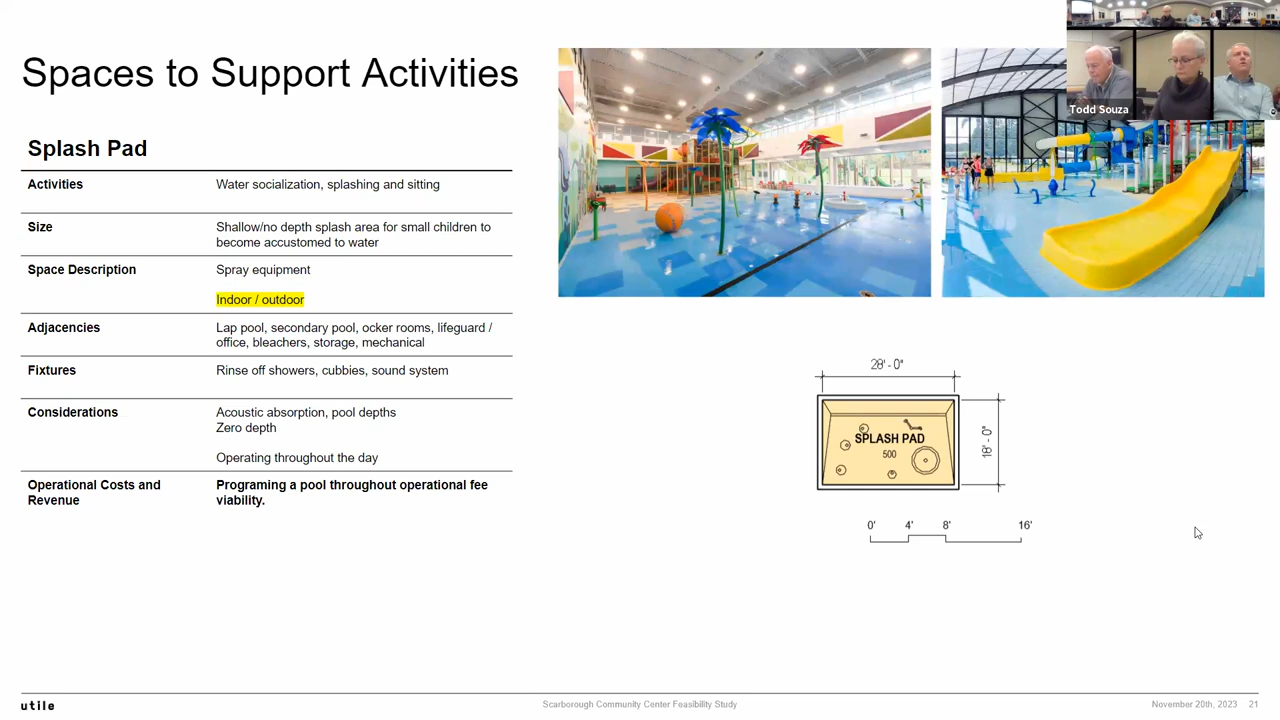 Spaces to Support Activities
Splash Pad
Activities
Water socialization, splashing and sitting
Size
Shallow/no depth splash area for small children to
become accustomed to water
Space Description
Spray equipment
Indoor / outdoor
Adjacencies
Lap pool, secondary pool, ocker rooms, lifeguard /
office, bleachers, storage, mechanical
Fixtures
Rinse off showers, cubbies, sound system
Considerations
Acoustic absorption, pool depths
Zero depth
Operating throughout the day
Operational Costs and
Revenue
Programing a pool throughout operational fee
viability.
Todd Souza
28' - 0"
SPLASH PAD
500
18' - 0"
0' 4' 8' 16'
utile
Scarborough Community Center Feasibility Study
November 20th, 2023 21